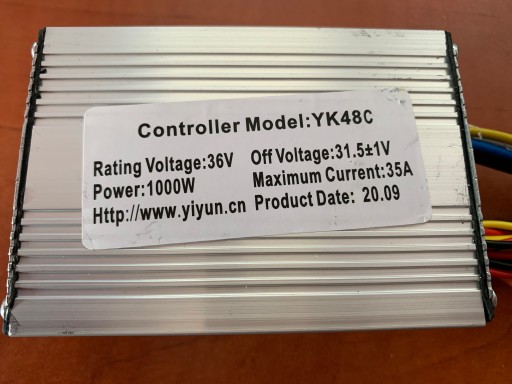 Controller Model:YK48C
Rating Voltage:36V Off Voltage:31.5±1V
Power:1000W Maximum Current:35A
Http://www.yiyun.cn Product Date: 20.09